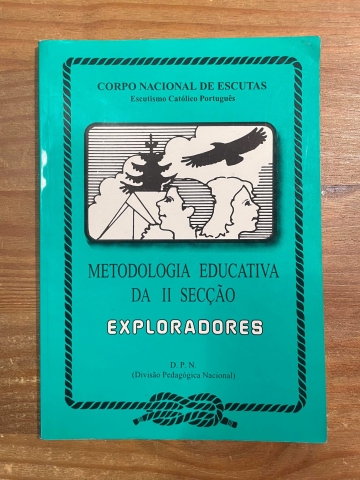 CORPO NACIONAL DE ESCUTAS
Escutismo Católico Português
METODOLOGIA EDUCATIVA
DA II SECÇÃO
EXPLORADORES
D. P. N.
(Divisão Pedagógica Nacional)